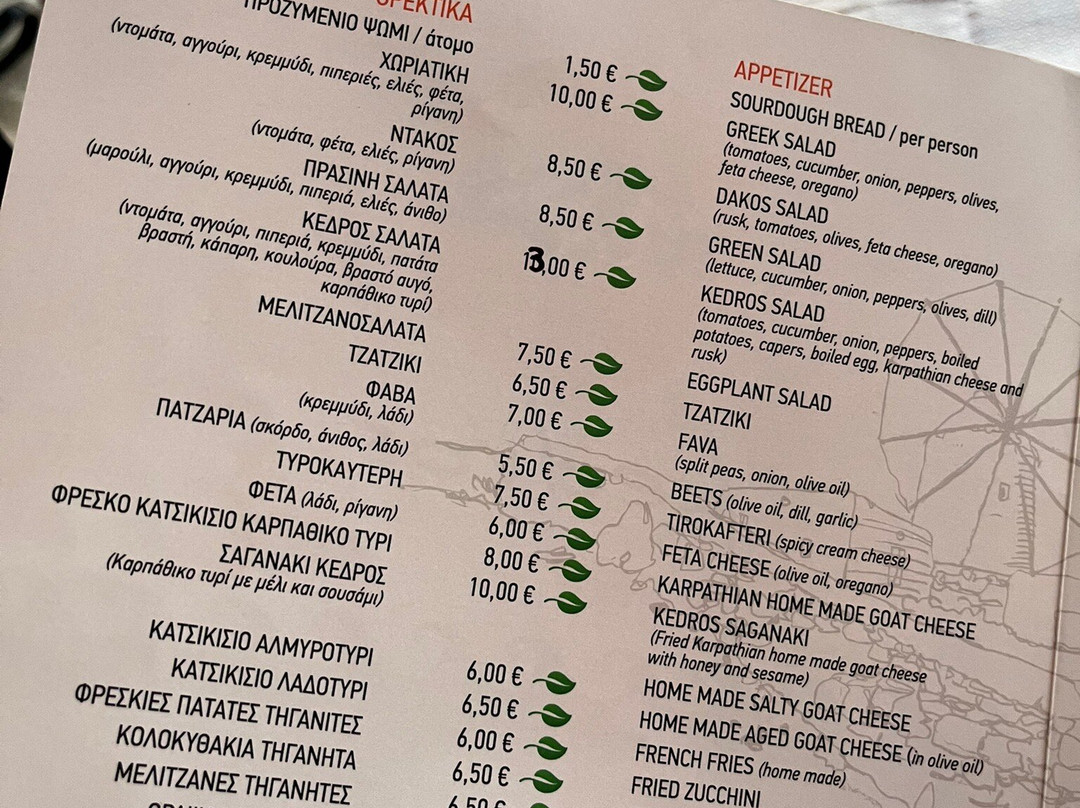 ΟΡΕΚΤΙΚΑ
ΠΡΟΖΥΜΕΝΙΟ ΨΩΜΙ / άτομο
ΧΩΡΙΑΤΙΚΗ
(ντομάτα, αγγούρι, κρεμμύδι, πιπεριές, ελιές, φέτα,
ρίγανη)
ΝΤΑΚΟΣ
(ντομάτα, φέτα, ελιές, ρίγανη)
ΠΡΑΣΙΝΗ ΣΑΛΑΤΑ
(μαρούλι, αγγούρι, κρεμμύδι, πιπεριά, ελιές, άνιθο)
ΚΕΔΡΟΣ ΣΑΛΑΤΑ
(ντομάτα, αγγούρι, πιπεριά, κρεμμύδι, πατάτα
βραστή, κάπαρη, κουλούρα, βραστό αυγό,
καρπάθικο τυρί)
ΜΕΛΙΤΖΑΝΟΣΑΛΑΤΑ
ΤΖΑΤΖΙΚΙ
ΦΑΒΑ
(κρεμμύδι, λάδι)
ΠΑΤΖΑΡΙΑ (σκόρδο, άνιθος, λάδι)
ΤΥΡΟΚΑΥΤΕΡΗ
ΦΕΤΑ (λάδι, ρίγανη)
ΦΡΕΣΚΟ ΚΑΤΣΙΚΙΣΙΟ ΚΑΡΠΑΘΙΚΟ ΤΥΡΙ
ΣΑΓΑΝΑΚΙ ΚΕΔΡΟΣ
(Καρπάθικο τυρί με μέλι και σουσάμι)
ΚΑΤΣΙΚΙΣΙΟ ΑΛΜΥΡΟΤΥΡΙ
ΚΑΤΣΙΚΙΣΙΟ ΛΑΔΟΤΥΡΙ
ΦΡΕΣΚΙΕΣ ΠΑΤΑΤΕΣ ΤΗΓΑΝΙΤΕΣ
ΚΟΛΟΚΥΘΑΚΙΑ ΤΗΓΑΝΗΤΑ
ΜΕΛΙΤΖΑΝΕΣ ΤΗΓΑΝΗΤΕΣ
1,50 €
10,00 €
8,50 €
8,50 €
13,00 €
7,50 €
6,50 €
7,00 €
5,50 €
7,50 €
6,00 €
8,00 €
10,00 €
6,00 €
6,50 €
6,00 €
6,50 €
6,50 €
APPETIZER
SOURDOUGH BREAD / per person
GREEK SALAD
(tomatoes, cucumber, onion, peppers, olives,
feta cheese, oregano)
DAKOS SALAD
(rusk, tomatoes, olives, feta cheese, oregano)
GREEN SALAD
(lettuce, cucumber, onion, peppers, olives, dill)
KEDROS SALAD
(tomatoes, cucumber, onion, peppers, boiled
potatoes, capers, boiled egg, karpathian cheese and
rusk)
EGGPLANT SALAD
TZATZIKI
FAVA
(split peas, onion, olive oil)
BEETS (olive oil, dill, garlic)
TIROKAFTERI (spicy cream cheese)
FETA CHEESE (olive oil, oregano)
KARPATHIAN HOME MADE GOAT CHEESE
KEDROS SAGANAKI
(Fried Karpathian home made goat cheese
with honey and sesame)
HOME MADE SALTY GOAT CHEESE
HOME MADE AGED GOAT CHEESE (in olive oil)
FRENCH FRIES (home made)
FRIED ZUCCHINI